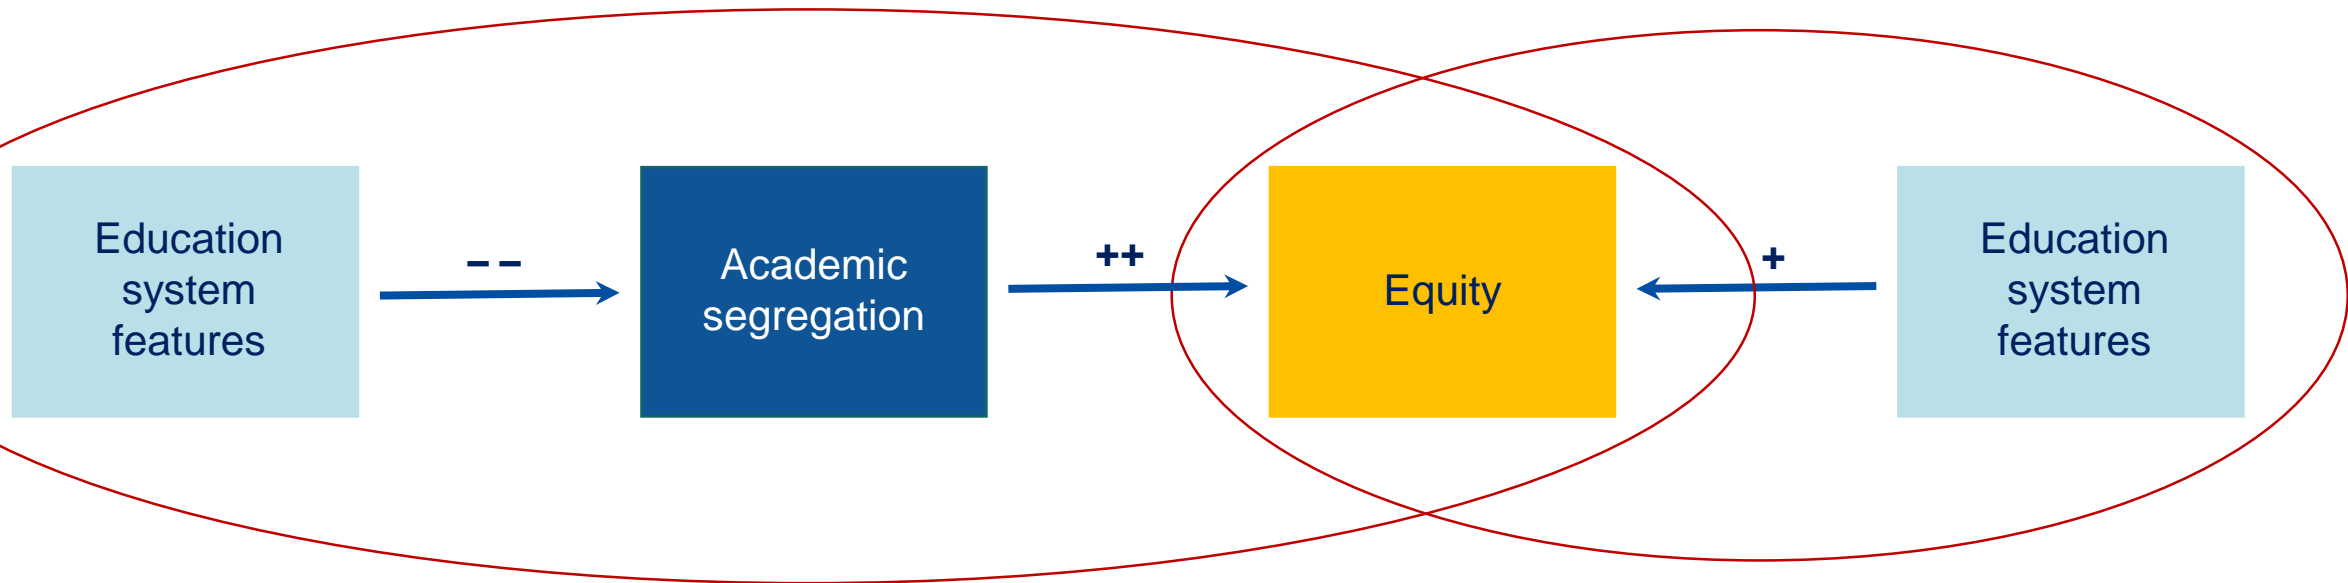 Education
system
features
– –
Academic
segregation
++
Equity
+
Education
system
features